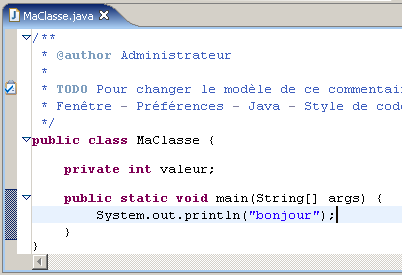 MaClasse.java
/**
* @author Administrateur
*
* TODO Pour changer le modèle de ce commentai
* Fenêtre - Préférences - Java - Style de code
*/
public class MaClasse {
private int valeur;
public static void main(String[] args) {
System.out.println("bonjour");
}
}